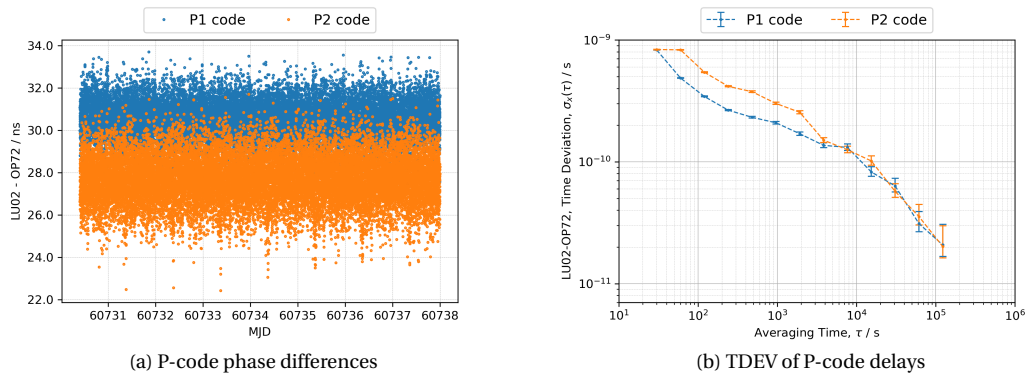 P1 code P2 code
34.0
32.0
30.0
28.0
26.0
24.0
22.0
LU02 - OP72 / ns
60731 60732 60733 60734 60735 60736 60737 60738
MJD
(a) P-code phase differences
P1 code P2 code
10⁻⁹
10⁻¹⁰
10⁻¹¹
LU02-OP72, Time Deviation, σₓ(τ) / s
10¹ 10² 10³ 10⁴ 10⁵ 10⁶
Averaging Time, τ / s
(b) TDEV of P-code delays